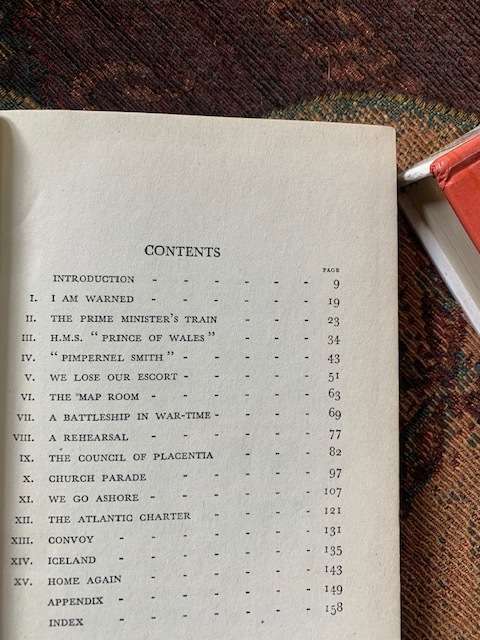 CONTENTS
PAGE
INTRODUCTION - - - - - - 9
I. I AM WARNED - - - - - 19
II. THE PRIME MINISTER'S TRAIN - - - 23
III. H.M.S. "PRINCE OF WALES" - - - 34
IV. "PIMPERNEL SMITH" - - - - - 43
V. WE LOSE OUR ESCORT - - - - - 51
VI. THE MAP ROOM - - - - - - 63
VII. A BATTLESHIP IN WAR-TIME - - - - 69
VIII. A REHEARSAL - - - - - - 77
IX. THE COUNCIL OF PLACENTIA - - - 82
X. CHURCH PARADE - - - - - 97
XI. WE GO ASHORE - - - - - - 107
XII. THE ATLANTIC CHARTER - - - - 121
XIII. CONVOY - - - - - - - 131
XIV. ICELAND - - - - - - 135
XV. HOME AGAIN - - - - - - 143
APPENDIX - - - - - - - 149
INDEX - - - - - - - 158